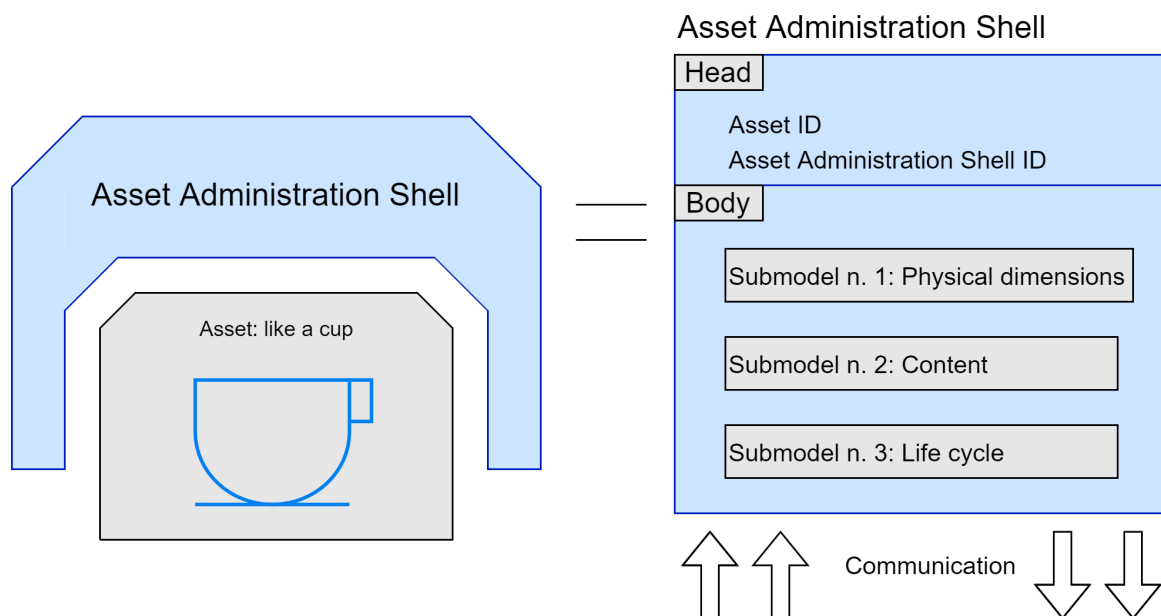 Asset Administration Shell
Asset: like a cup
Asset Administration Shell
Head
Asset ID
Asset Administration Shell ID
Body
Submodel n. 1: Physical dimensions
Submodel n. 2: Content
Submodel n. 3: Life cycle
Communication